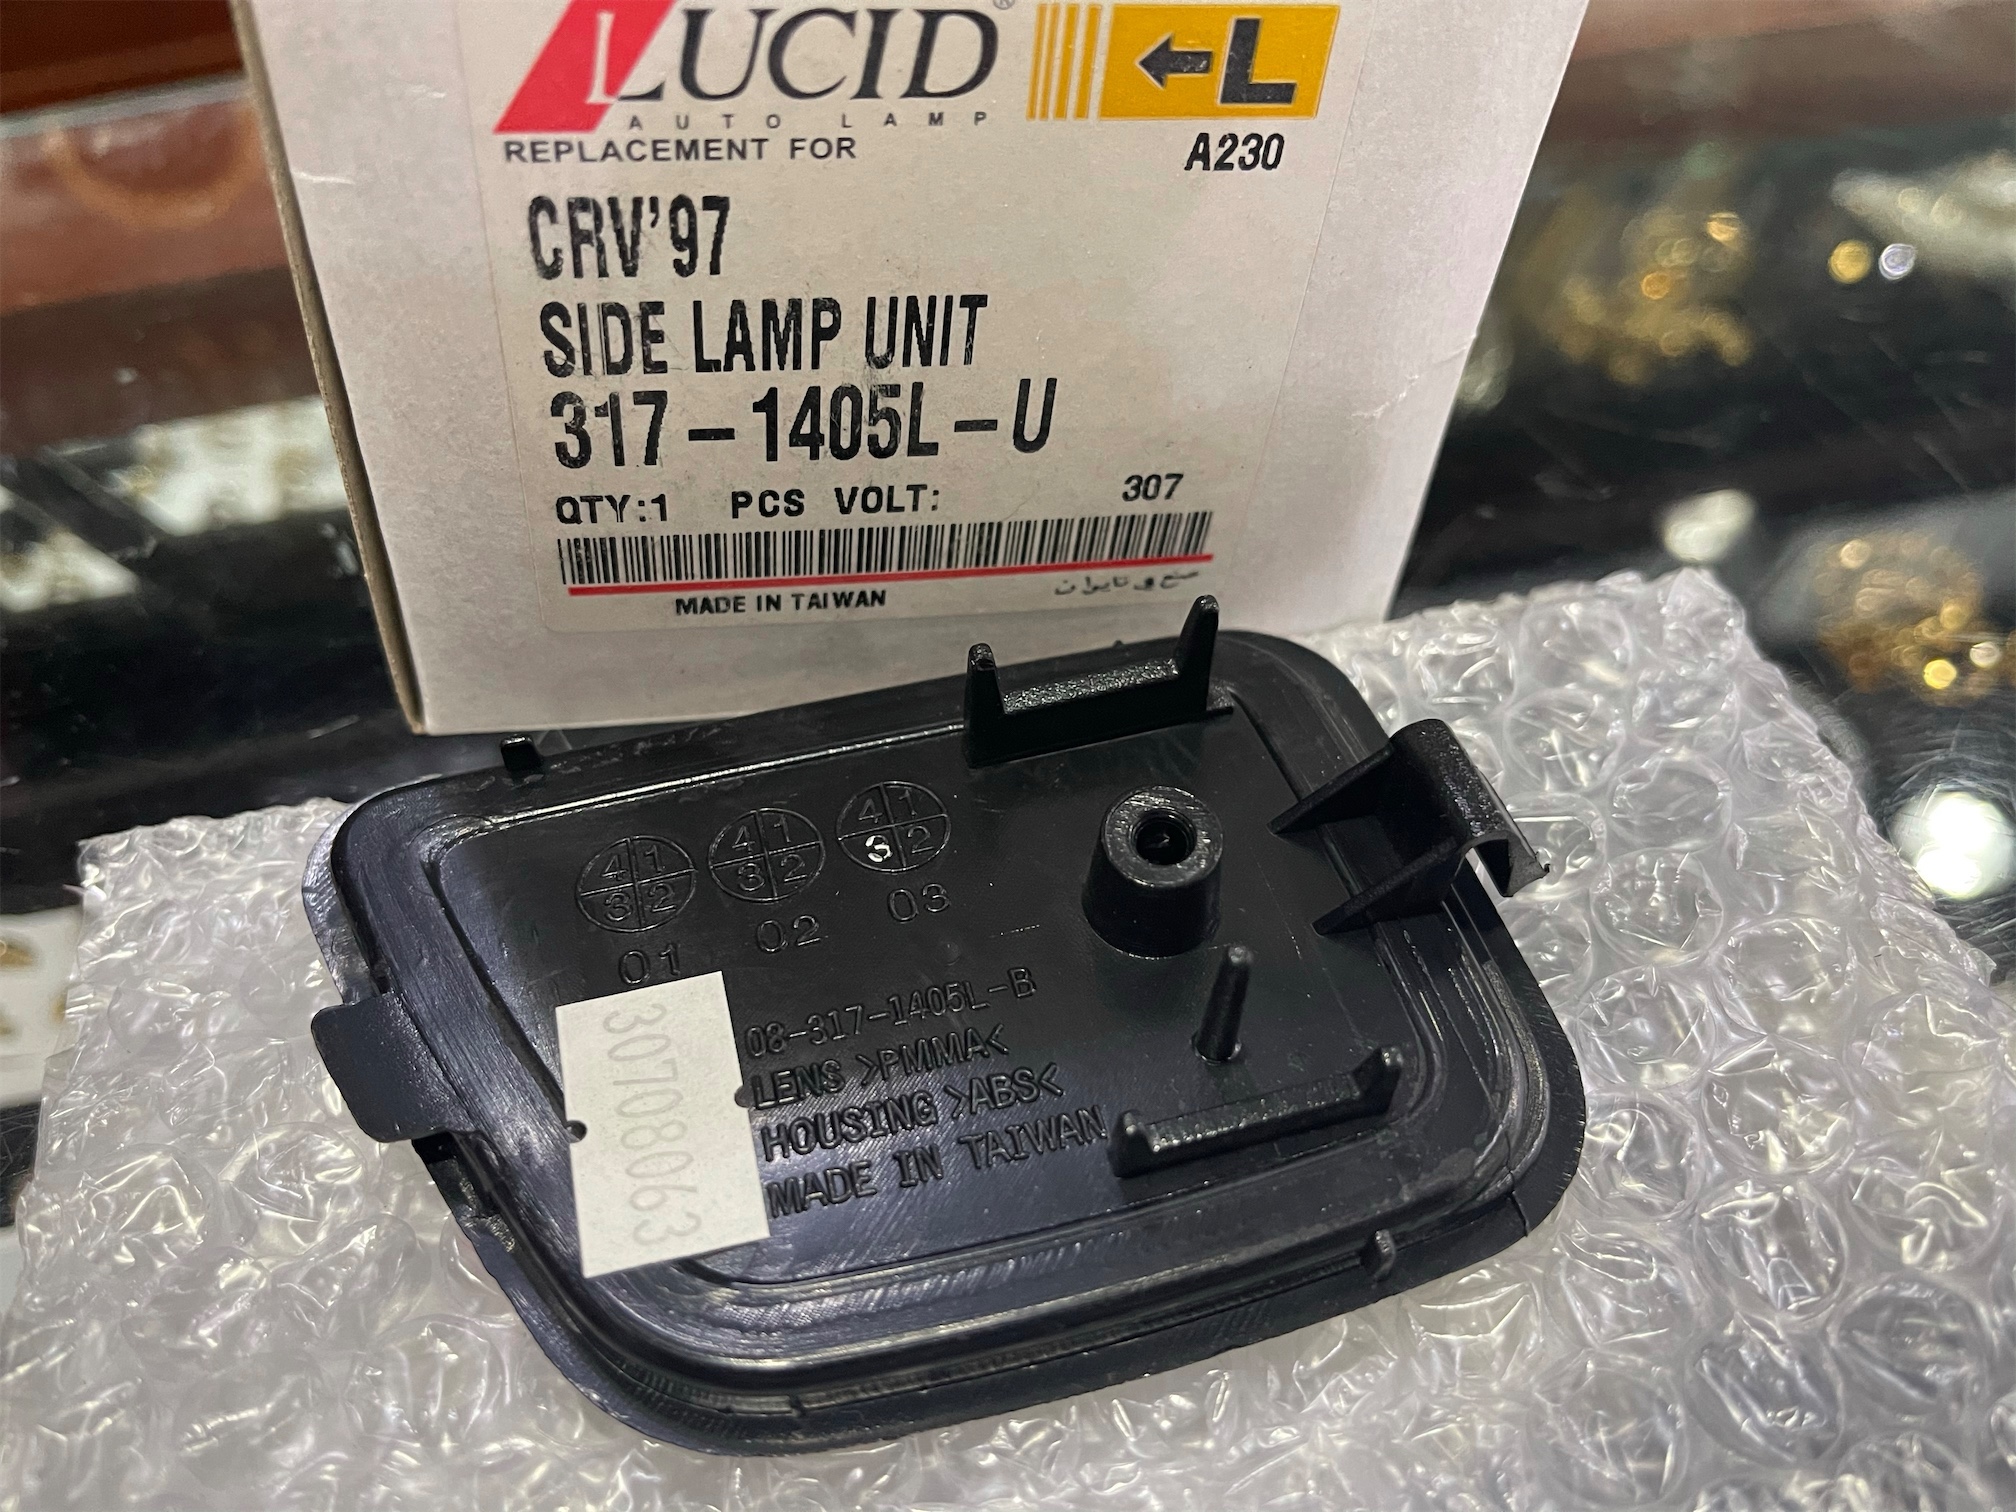 LUCID®
AUTO LAMP
←L
REPLACEMENT FOR
A230
CRV'97
SIDE LAMP UNIT
317-1405L-U
QTY:1 PCS VOLT: 307
MADE IN TAIWAN
صنع في تايوان
4 1
3 2
01
4 1
3 2
02
4 1
3 2
03
08-317-1405L-B
LENS >PMMA<
HOUSING >ABS<
MADE IN TAIWAN
30708063